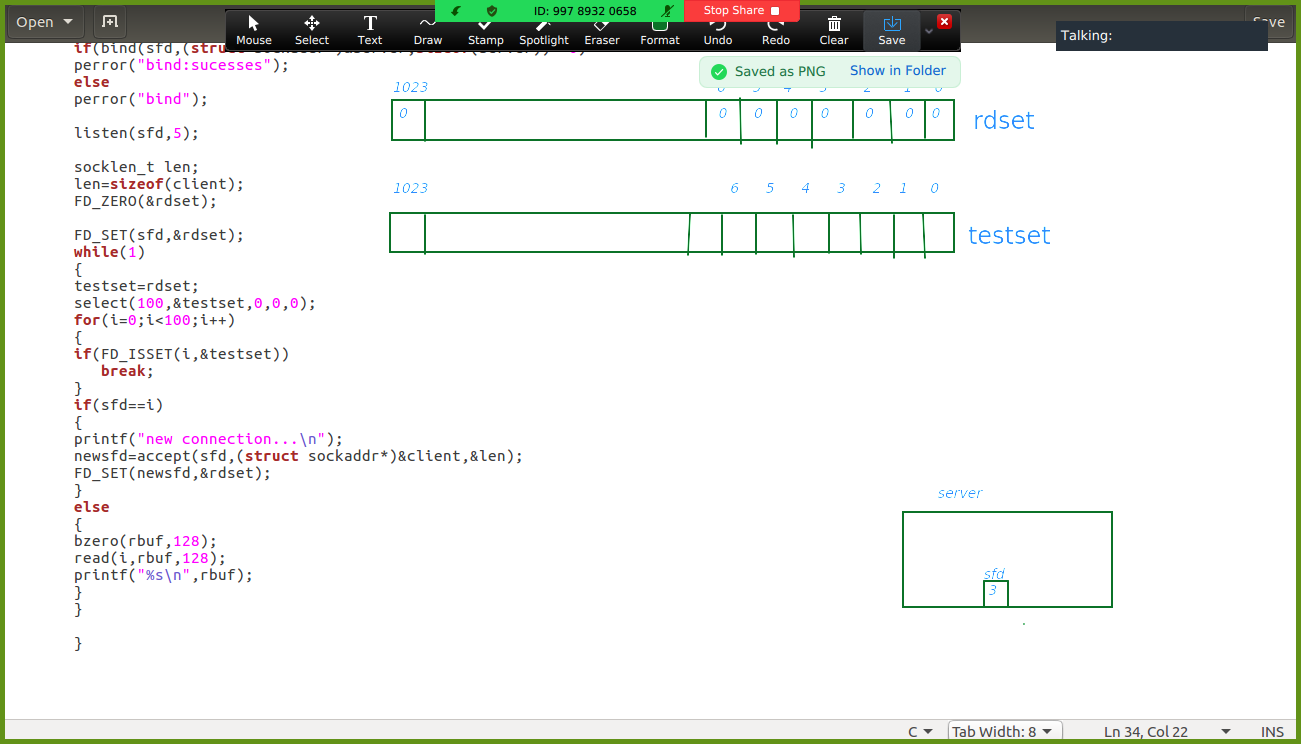 Open
ID: 997 8932 0658
Stop Share
Mouse Select Text Draw Stamp Spotlight Eraser Format Undo Redo Clear Save
Save
Talking:
Saved as PNG Show in Folder
perror("bind:sucesses");
else
perror("bind");
listen(sfd,5);
socklen_t len;
len=sizeof(client);
FD_ZERO(&rdset);
FD_SET(sfd,&rdset);
while(1)
{
testset=rdset;
select(100,&testset,0,0,0);
for(i=0;i<100;i++)
{
if(FD_ISSET(i,&testset))
break;
}
if(sfd==i)
{
printf("new connection...\n");
newsfd=accept(sfd,(struct sockaddr*)&client,&len);
FD_SET(newsfd,&rdset);
}
else
{
bzero(rbuf,128);
read(i,rbuf,128);
printf("%s\n",rbuf);
}
}
}
1023
0 0 0 0 0 0 0 0 rdset
1023 6 5 4 3 2 1 0
testset
server
sfd
3
C Tab Width: 8 Ln 34, Col 22 INS